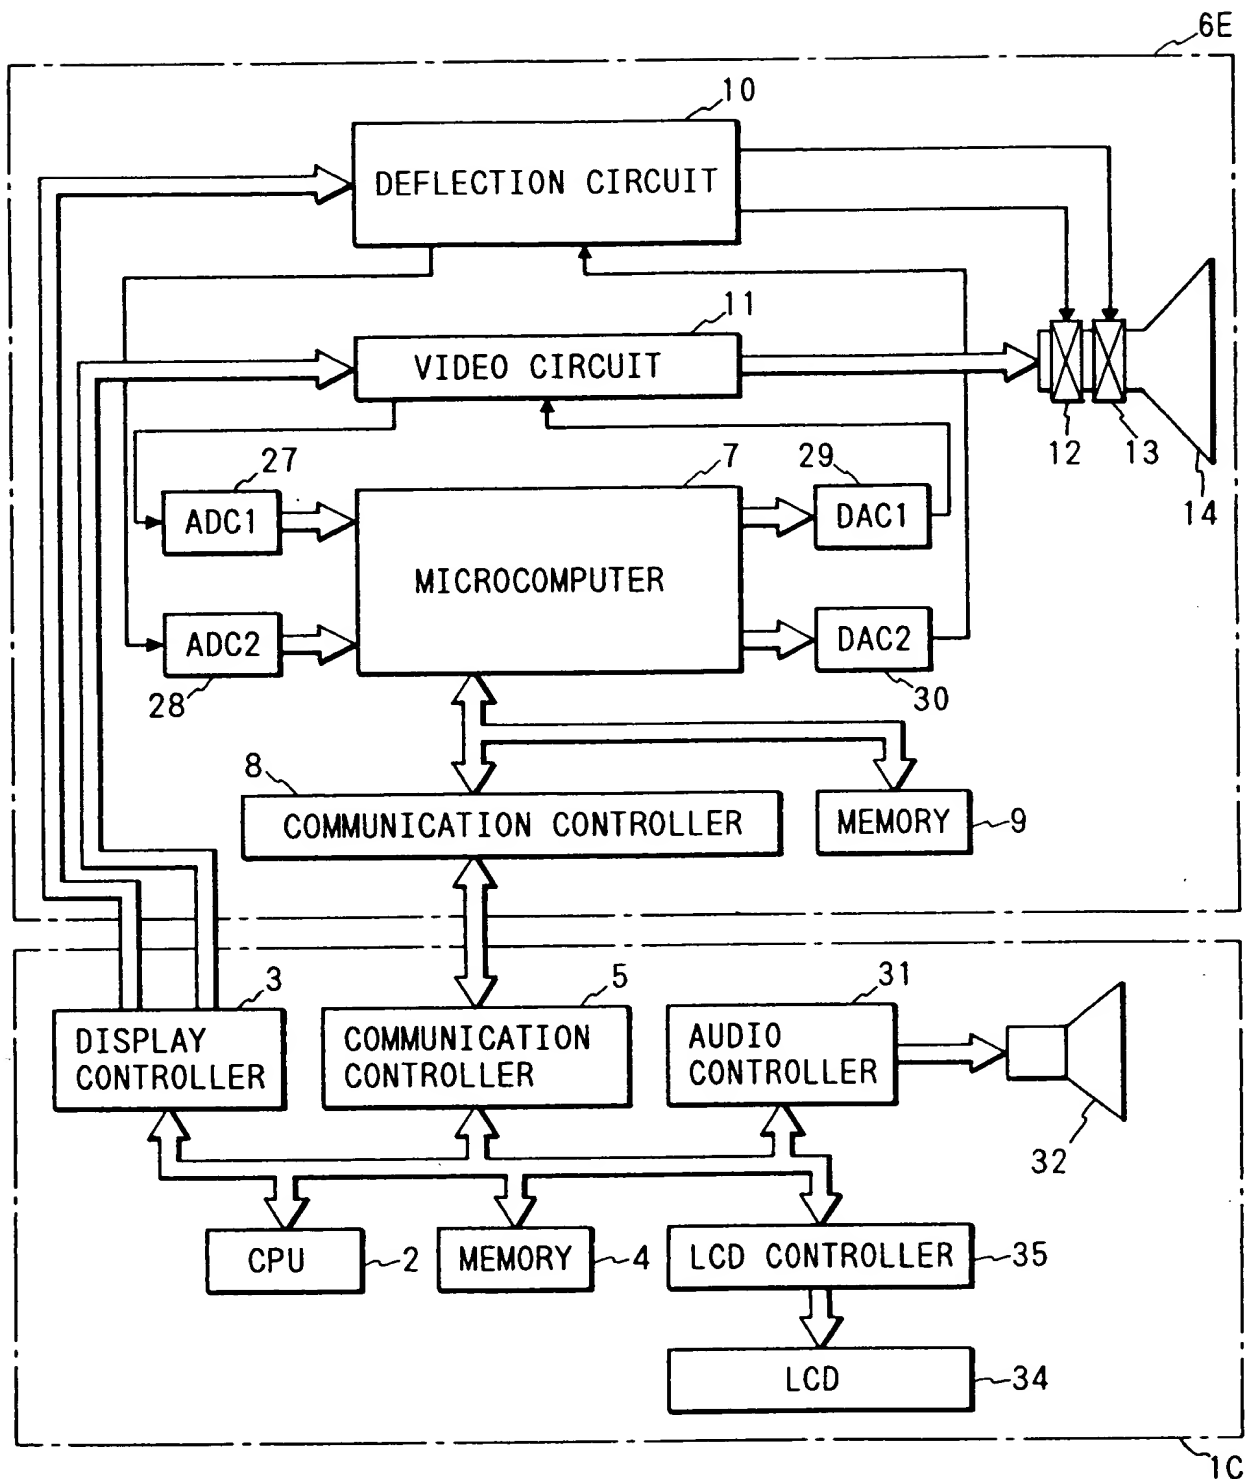 6E
10
DEFLECTION CIRCUIT
11
VIDEO CIRCUIT
12
13
14
27
ADC1
7
29
DAC1
MICROCOMPUTER
ADC2
28
DAC2
30
8
COMMUNICATION CONTROLLER
MEMORY
9
3
DISPLAY
CONTROLLER
5
COMMUNICATION
CONTROLLER
31
AUDIO
CONTROLLER
32
CPU
2
MEMORY
4
LCD CONTROLLER
35
LCD
34
1C